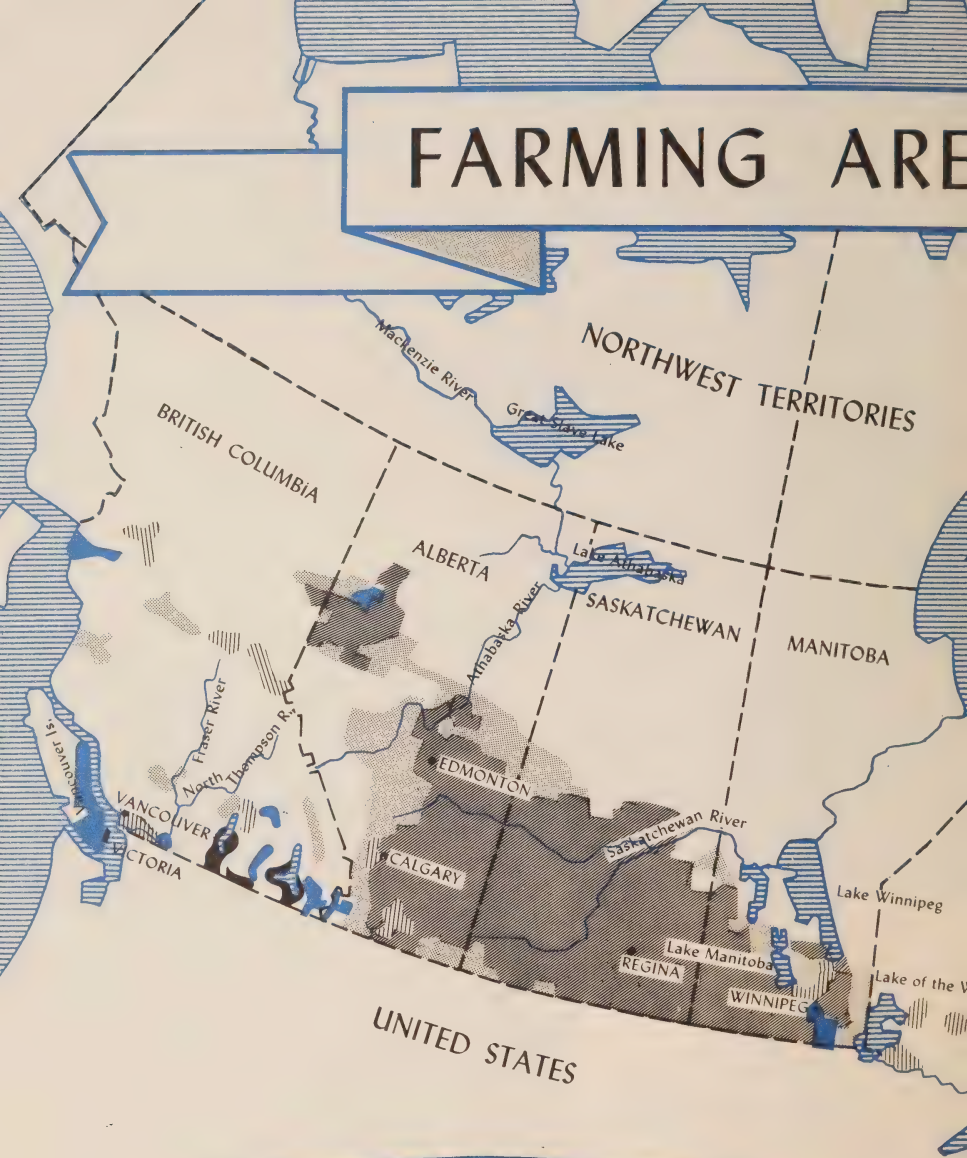 FARMING ARE
Mackenzie River
NORTHWEST TERRITORIES
Great Slave Lake
BRITISH COLUMBiA
ALBERTA
Lake Athabaska
SASKATCHEWAN
MANITOBA
Athabaska River
Fraser River
North Thompson R.
Vancouver Is.
EDMONTON
VANCOUVER
VICTORIA
Saskatchewan River
CALGARY
Lake Winnipeg
Lake Manitoba
REGINA
Lake of the W
WINNIPEG
UNITED STATES